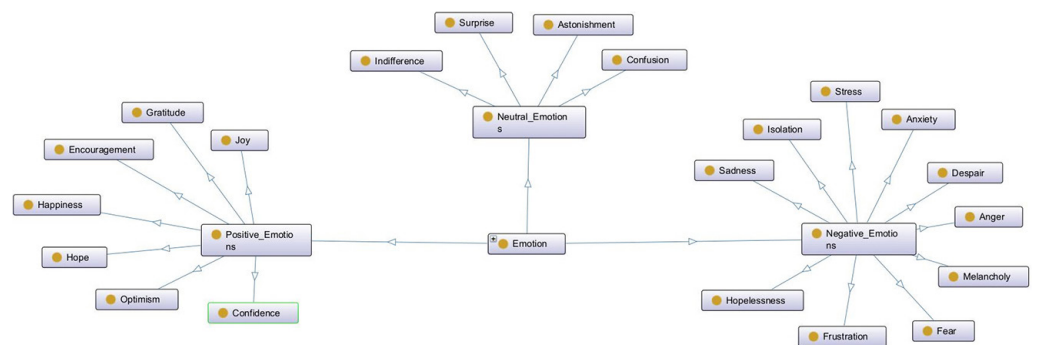 Surprise
Astonishment
Indifference
Confusion
Neutral_Emotion
s
Stress
Anxiety
Isolation
Sadness
Despair
Anger
Negative_Emotio
ns
Melancholy
Hopelessness
Frustration
Fear
Gratitude
Joy
Encouragement
Happiness
Positive_Emotio
ns
Hope
Optimism
Confidence
Emotion